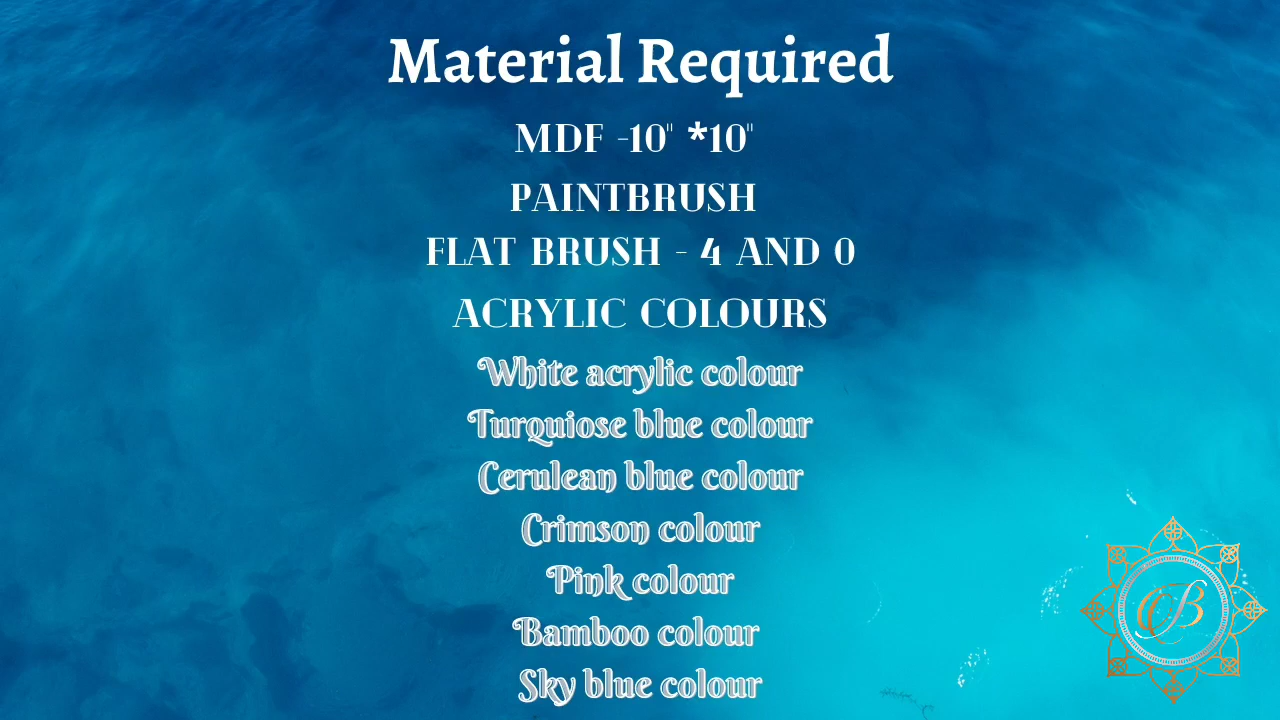 Material Required
MDF -10" *10"
PAINTBRUSH
FLAT BRUSH - 4 AND 0
ACRYLIC COLOURS
White acrylic colour
Turquiose blue colour
Cerulean blue colour
Crimson colour
Pink colour
Bamboo colour
Sky blue colour
CB